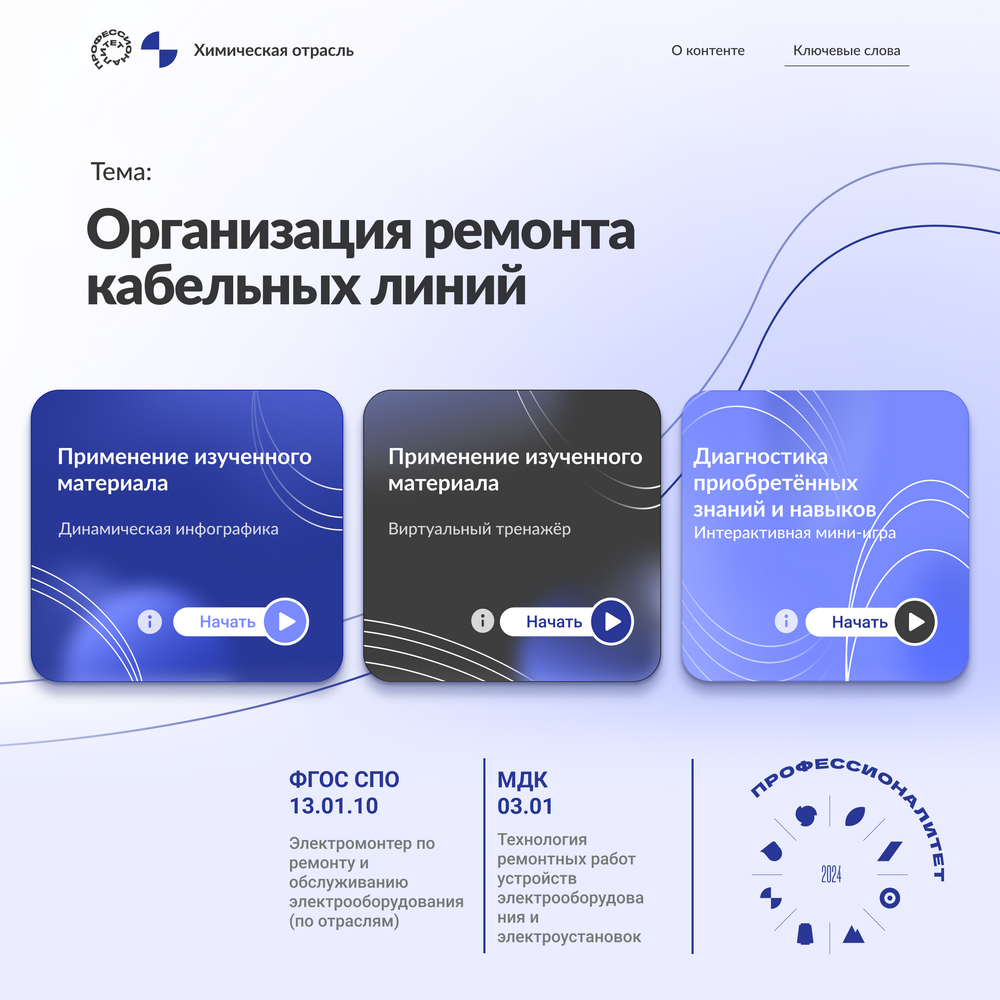 ПРОФЕССИОНАЛИТЕТ
Химическая отрасль
О контенте
Ключевые слова
Тема:
Организация ремонта
кабельных линий
Применение изученного
материала
Динамическая инфографика
Начать
Применение изученного
материала
Виртуальный тренажёр
Начать
Диагностика
приобретённых
знаний и навыков
Интерактивная мини-игра
Начать
ФГОС СПО
13.01.10
Электромонтер по
ремонту и
обслуживанию
электрооборудования
(по отраслям)
МДК
03.01
Технология
ремонтных работ
устройств
электрооборудова
ния и
электроустановок
ПРОФЕССИОНАЛИТЕТ
2024